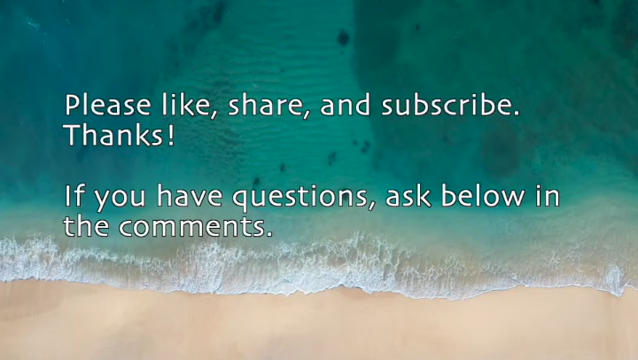 Please like, share, and subscribe.
Thanks!
If you have questions, ask below in
the comments.